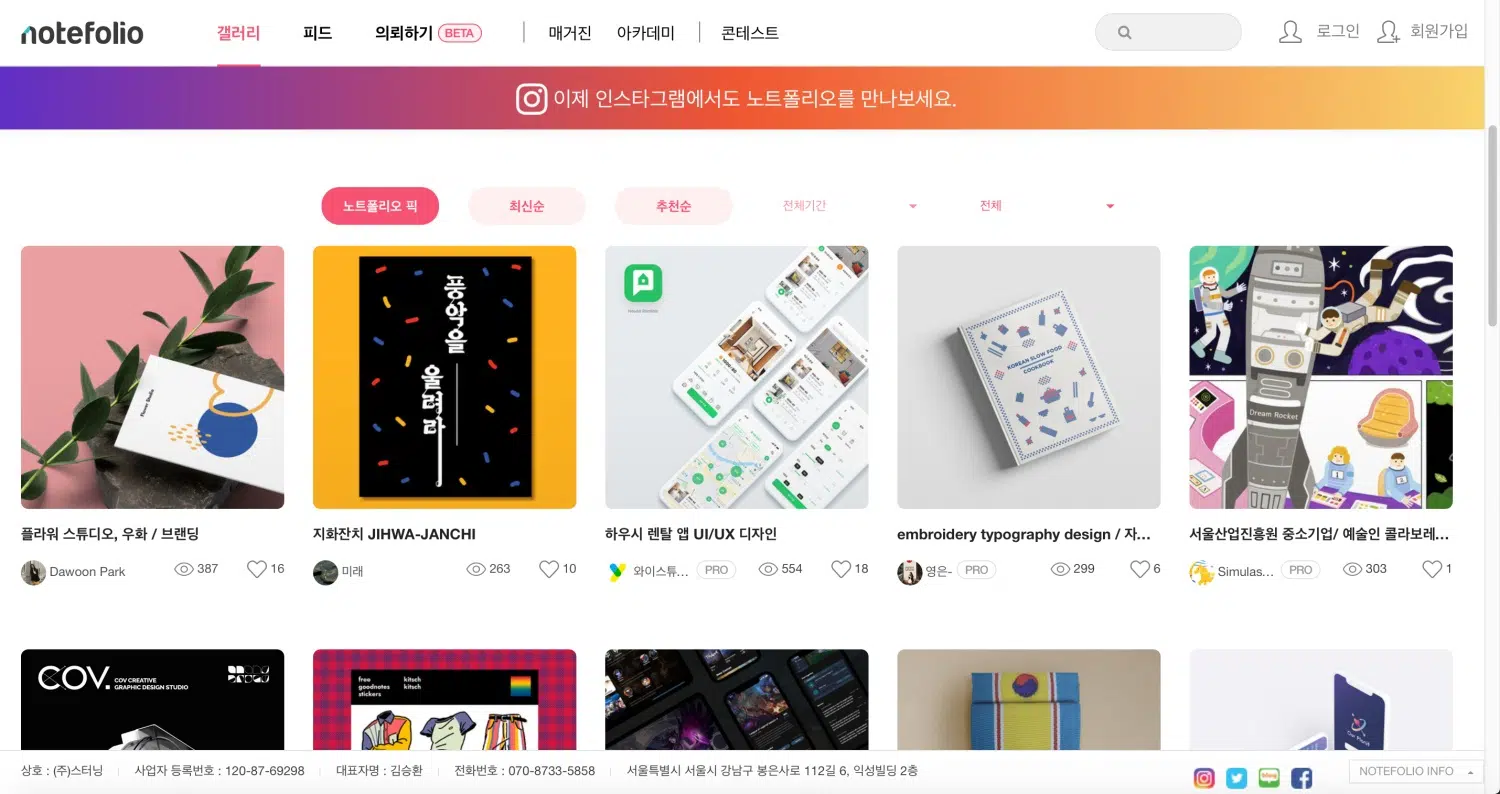 notefolio
갤러리
피드
의뢰하기 BETA
매거진
아카데미
콘테스트
로그인
회원가입
이제 인스타그램에서도 노트폴리오를 만나보세요.
노트폴리오 픽
최신순
추천순
전체기간
전체
Flower Studio
풍악을
울려라
KOREAN SLOW FOOD
COOKBOOK
Dream Rocket
플라워 스튜디오, 우화 / 브랜딩
지화잔치 JIHWA-JANCHI
하우시 렌탈 앱 UI/UX 디자인
embroidery typography design / 자...
서울산업진흥원 중소기업/ 예술인 콜라보레...
Dawoon Park
387
16
미래
263
10
와이스튜...
PRO
554
18
영은-
PRO
299
6
Simulas...
PRO
303
1
COV.
COV CREATIVE
GRAPHIC DESIGN STUDIO
free
goodnotes
stickers
kitsch
kitsch
상호 : (주)스터닝
사업자 등록번호 : 120-87-69298
대표자명 : 김승환
전화번호 : 070-8733-5858
서울특별시 서울시 강남구 봉은사로 112길 6, 익성빌딩 2층
NOTEFOLIO INFO